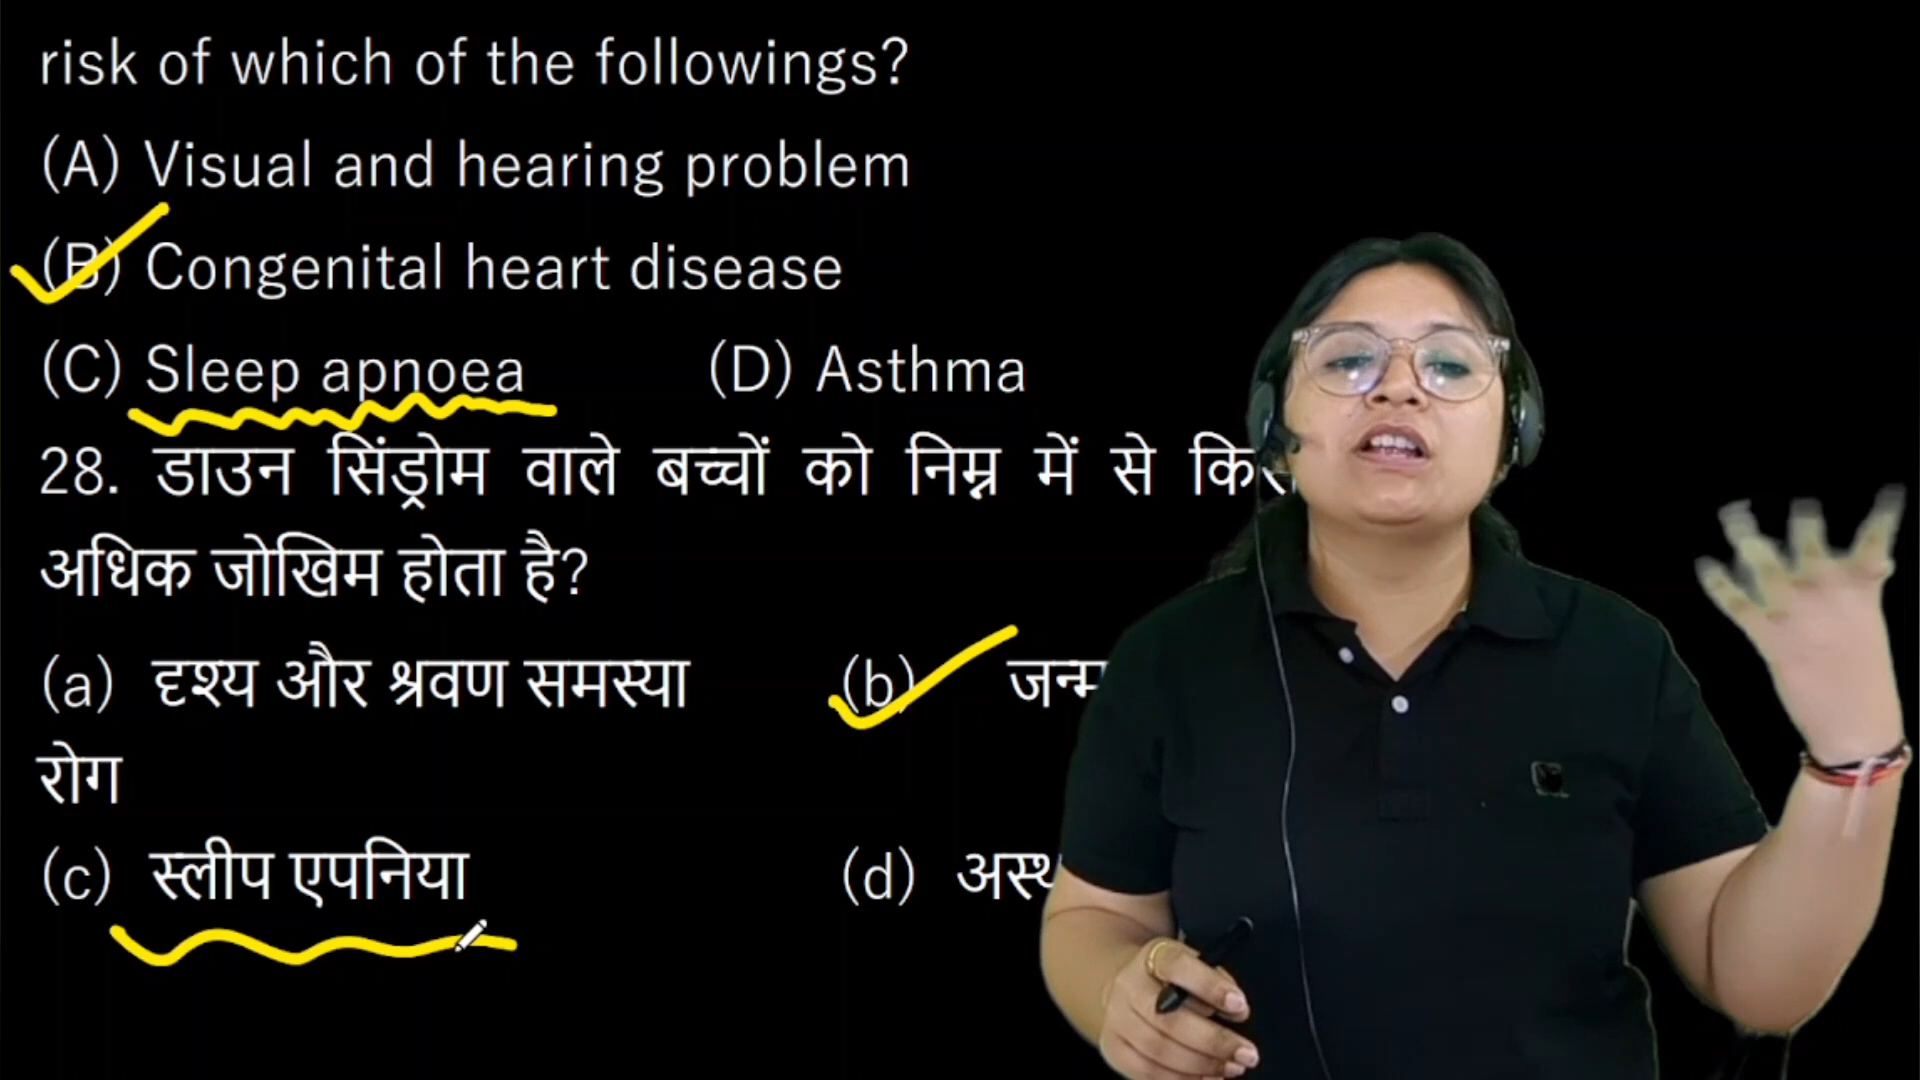 risk of which of the followings?
(A) Visual and hearing problem
(B) Congenital heart disease
(C) Sleep apnoea (D) Asthma
28. डाउन सिंड्रोम वाले बच्चों को निम्न में से
अधिक जोखिम होता है?
(a) दृश्य और श्रवण समस्या (b) जन्म
रोग
(c) स्लीप एपनिया (d)